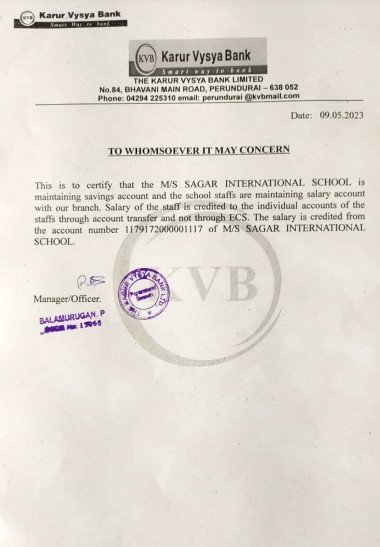 Karur Vysya Bank
Smart Way to bank
KVB
Karur Vysya Bank
Smart way to bank
THE KARUR VYSYA BANK LIMITED
No.84, BHAVANI MAIN ROAD, PERUNDURAI – 638 052
Phone: 04294 225310 email: perundurai @kvbmail.com
Date: 09.05.2023
TO WHOMSOEVER IT MAY CONCERN
This is to certify that the M/S SAGAR INTERNATIONAL SCHOOL is
maintaining savings account and the school staffs are maintaining salary account
with our branch. Salary of the staff is credited to the individual accounts of the
staffs through account transfer and not through ECS. The salary is credited from
the account number 1179172000001117 of M/S SAGAR INTERNATIONAL
SCHOOL.
KVB
THE KARUR VYSYA BANK LTD
Manager/Officer.
BALAMURUGAN. P